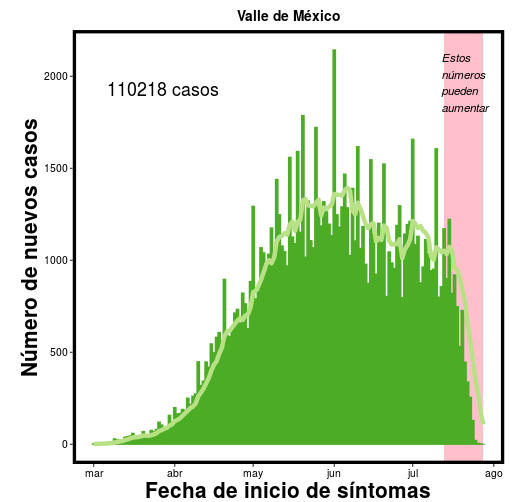 Valle de México
Estos
números
pueden
aumentar
110218 casos
Número de nuevos casos
2000
1500
1000
500
0
mar
abr
may
jun
jul
ago
Fecha de inicio de síntomas